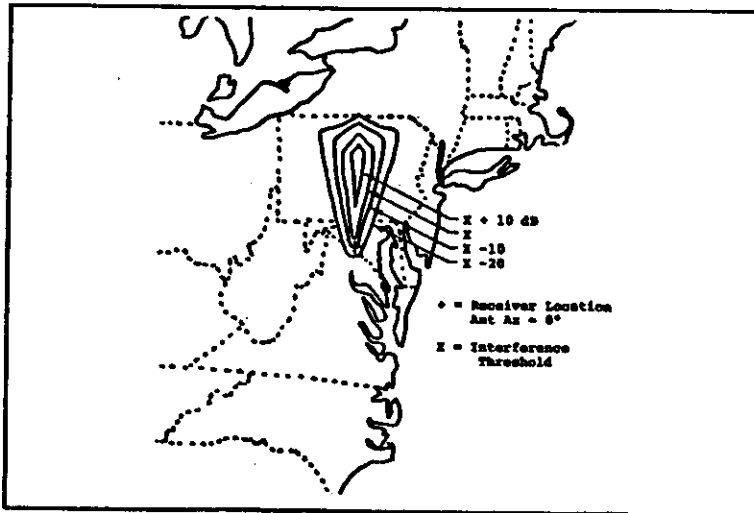 X + 10 dB
X
X -10
X -20
+ = Receiver Location
Ant Az = 0°
X = Interference
Threshold